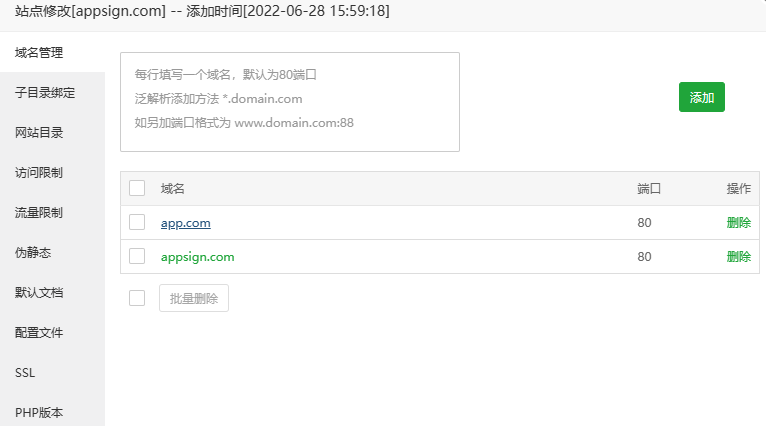 站点修改[appsign.com] -- 添加时间[2022-06-28 15:59:18]
域名管理
子目录绑定
网站目录
访问限制
流量限制
伪静态
默认文档
配置文件
SSL
PHP版本
每行填写一个域名，默认为80端口
泛解析添加方法 *.domain.com
如另加端口格式为 www.domain.com:88
添加
域名 端口 操作
app.com 80 删除
appsign.com 80 删除
批量删除